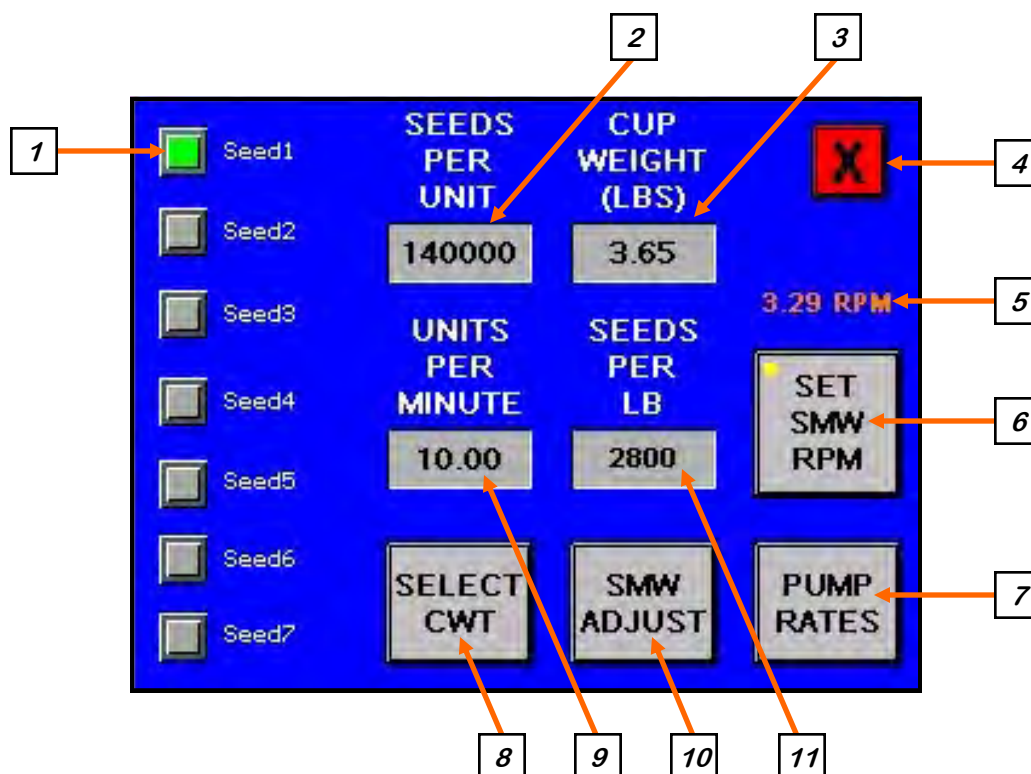 2
3
1
Seed1
SEEDS
PER
UNIT
CUP
WEIGHT
(LBS)
X
4
Seed2
140000
3.65
Seed3
3.29 RPM
5
UNITS
PER
MINUTE
SEEDS
PER
LB
SET
SMW
RPM
6
Seed4
10.00
2800
Seed5
Seed6
SELECT
CWT
SMW
ADJUST
PUMP
RATES
7
Seed7
8
9
10
11